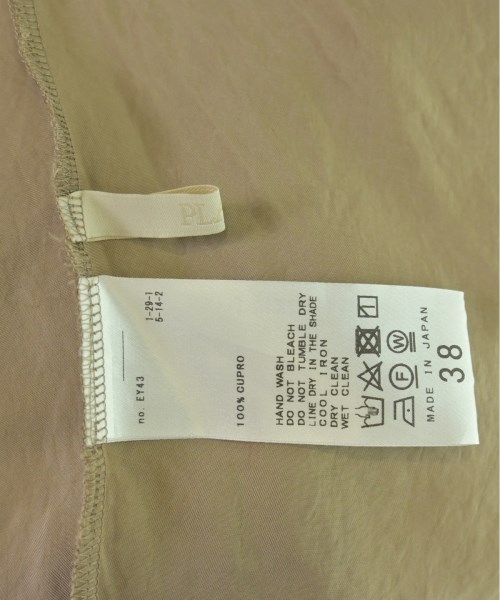 PL
1-29-1
5-14-2
no. EY43
100% CUPRO
HAND WASH
DO NOT BLEACH
DO NOT TUMBLE DRY
LINE DRY IN THE SHADE
COOL IRON
DRY CLEAN
WET CLEAN
F W
MADE IN JAPAN
38